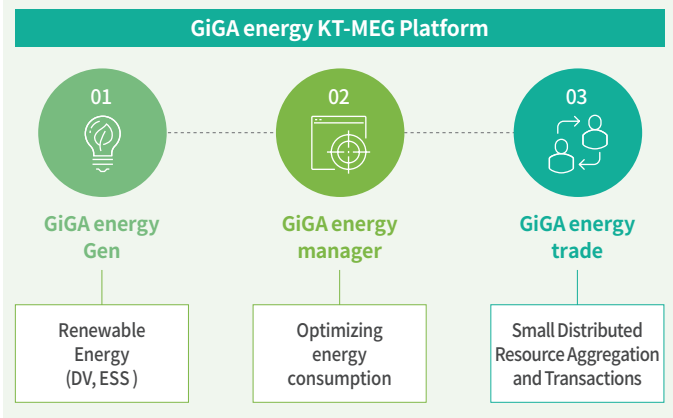 GiGA energy KT-MEG Platform
01
02
03
GiGA energy
Gen
GiGA energy
manager
GiGA energy
trade
Renewable
Energy
(DV, ESS )
Optimizing
energy
consumption
Small Distributed
Resource Aggregation
and Transactions